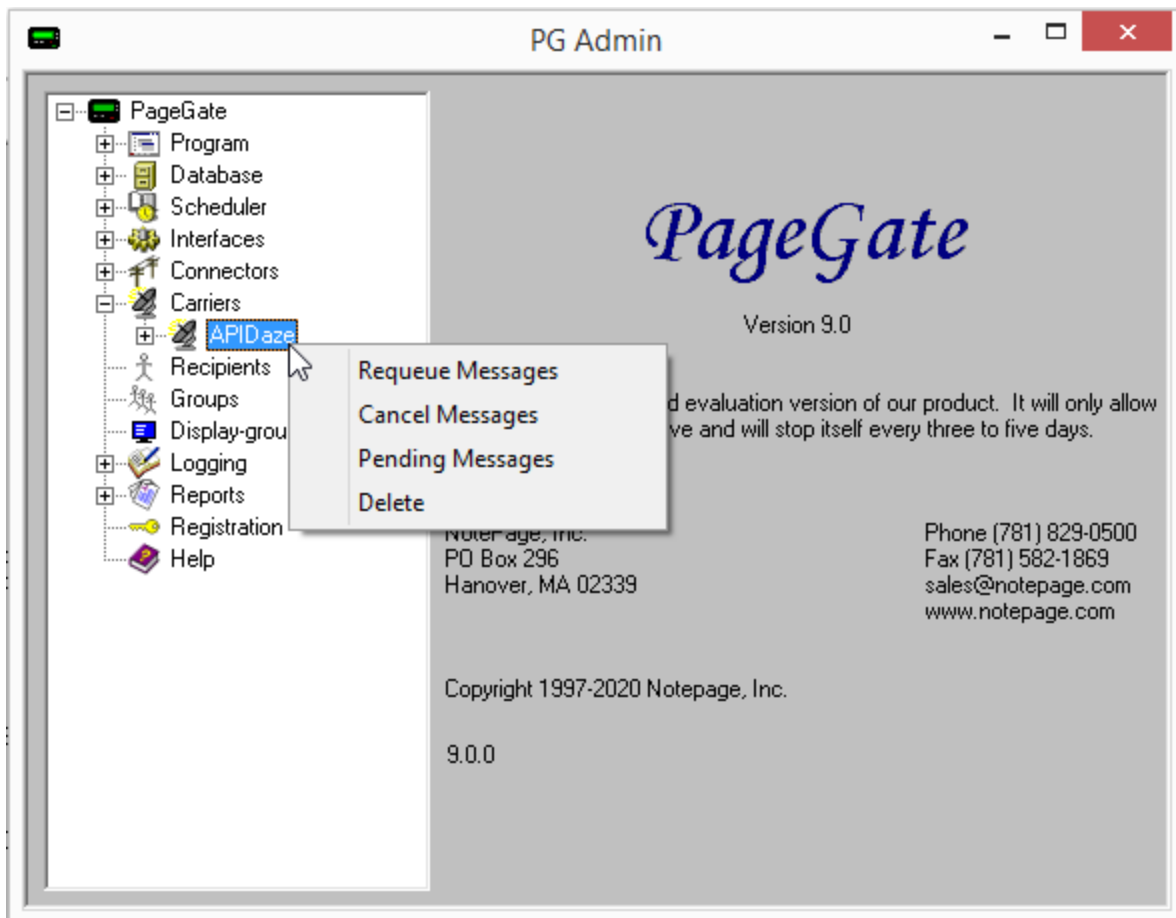 PG Admin
PageGate
Program
Database
Scheduler
Interfaces
Connectors
Carriers
APIDaze
Recipients
Groups
Display-grou
Logging
Reports
Registration
Help
Requeue Messages
Cancel Messages
Pending Messages
Delete
PageGate
Version 9.0
d evaluation version of our product. It will only allow
ve and will stop itself every three to five days.
NotePage, Inc.
PO Box 296
Hanover, MA 02339
Phone (781) 829-0500
Fax (781) 582-1869
sales@notepage.com
www.notepage.com
Copyright 1997-2020 Notepage, Inc.
9.0.0